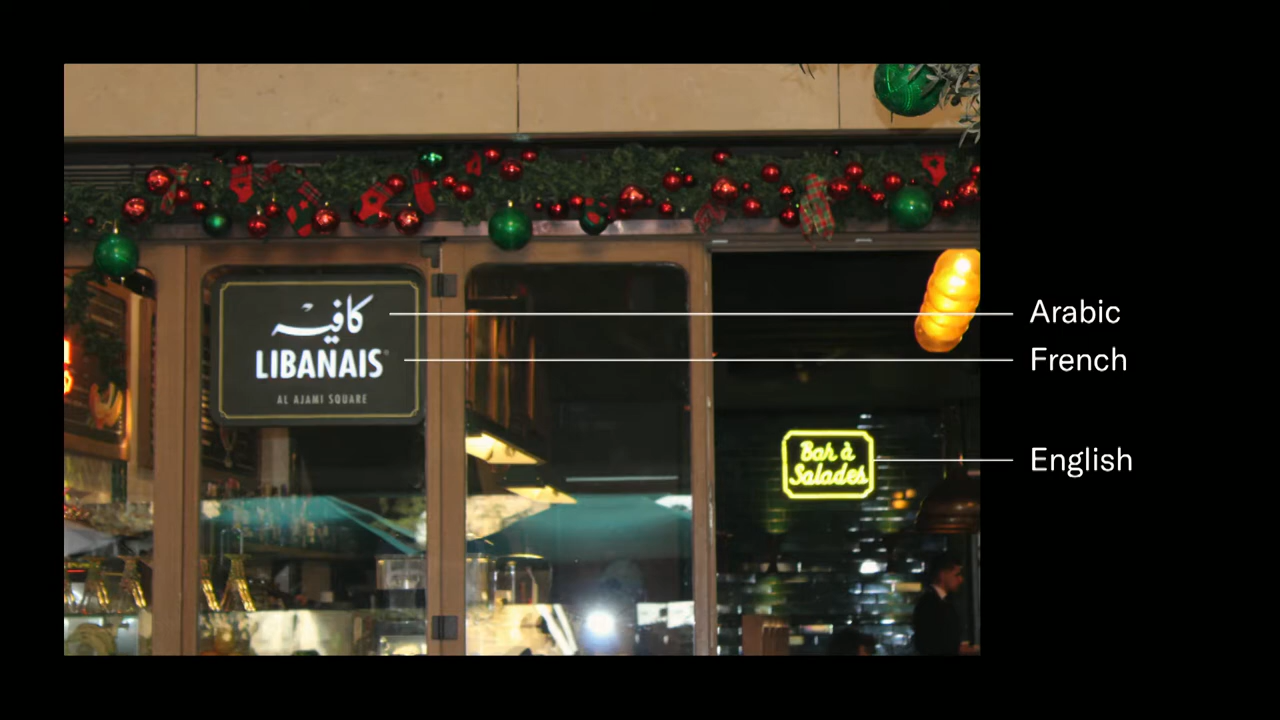 كافيه
LIBANAIS
AL AJAMI SQUARE
Bar à
Salades
Arabic
French
English